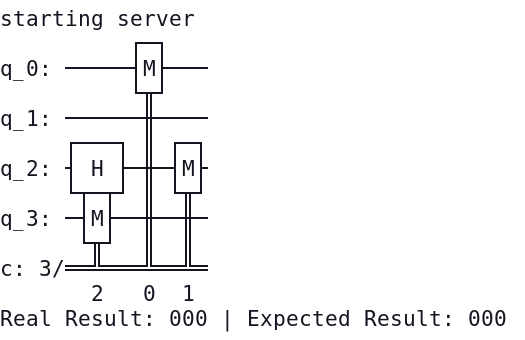 starting server
M
q_0:
q_1:
H M
q_2:
M
q_3:
c: 3/
2 0 1
Real Result: 000 | Expected Result: 000